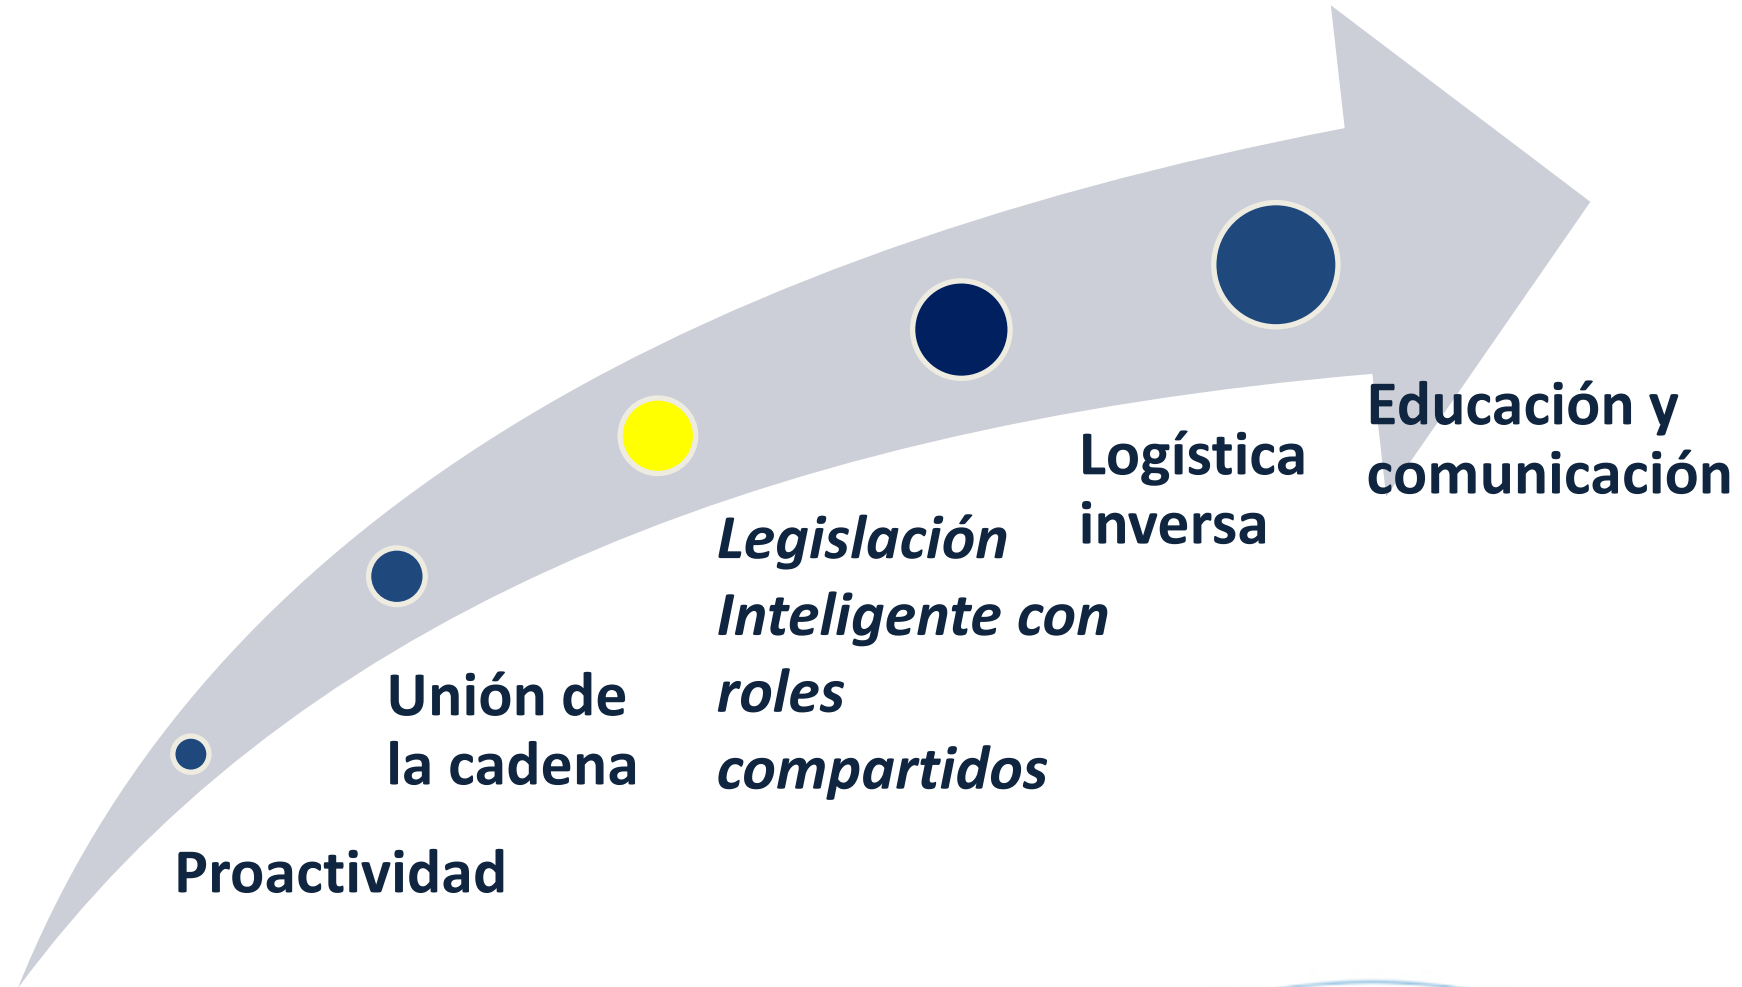 Proactividad
Unión de
la cadena
Legislación
Inteligente con
roles
compartidos
Logística
inversa
Educación y
comunicación